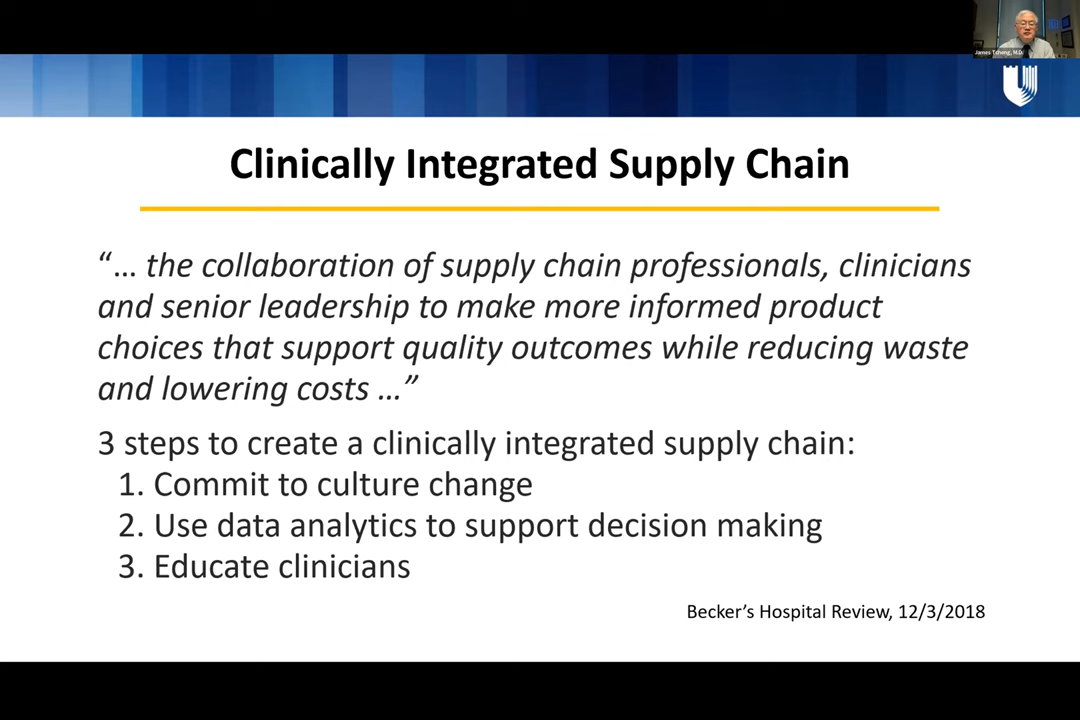 James Tcheng, M.D.
Clinically Integrated Supply Chain
“… the collaboration of supply chain professionals, clinicians
and senior leadership to make more informed product
choices that support quality outcomes while reducing waste
and lowering costs …”
3 steps to create a clinically integrated supply chain:
1. Commit to culture change
2. Use data analytics to support decision making
3. Educate clinicians
Becker’s Hospital Review, 12/3/2018